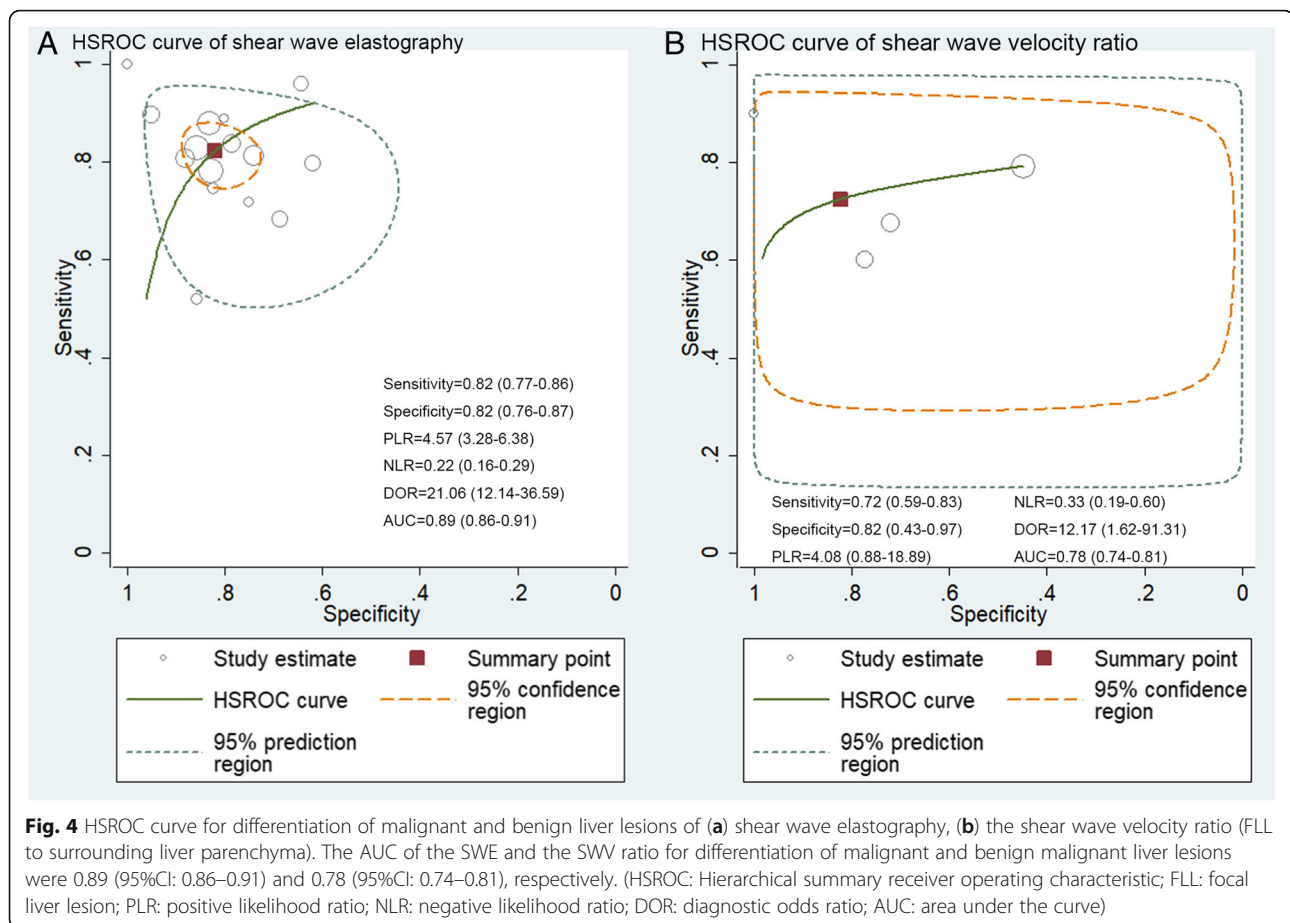 A HSROC curve of shear wave elastography
Sensitivity
1
.8
.6
.4
.2
0
Sensitivity=0.82 (0.77-0.86)
Specificity=0.82 (0.76-0.87)
PLR=4.57 (3.28-6.38)
NLR=0.22 (0.16-0.29)
DOR=21.06 (12.14-36.59)
AUC=0.89 (0.86-0.91)
1 .8 .6 .4 .2 0
Specificity
Study estimate Summary point
HSROC curve 95% confidence
region
95% prediction
region
B HSROC curve of shear wave velocity ratio
Sensitivity
1
.8
.6
.4
.2
0
Sensitivity=0.72 (0.59-0.83) NLR=0.33 (0.19-0.60)
Specificity=0.82 (0.43-0.97) DOR=12.17 (1.62-91.31)
PLR=4.08 (0.88-18.89) AUC=0.78 (0.74-0.81)
1 .8 .6 .4 .2 0
Specificity
Study estimate Summary point
HSROC curve 95% confidence
region
95% prediction
region
Fig. 4 HSROC curve for differentiation of malignant and benign liver lesions of (a) shear wave elastography, (b) the shear wave velocity ratio (FLL
to surrounding liver parenchyma). The AUC of the SWE and the SWV ratio for differentiation of malignant and benign malignant liver lesions
were 0.89 (95%CI: 0.86–0.91) and 0.78 (95%CI: 0.74–0.81), respectively. (HSROC: Hierarchical summary receiver operating characteristic; FLL: focal
liver lesion; PLR: positive likelihood ratio; NLR: negative likelihood ratio; DOR: diagnostic odds ratio; AUC: area under the curve)